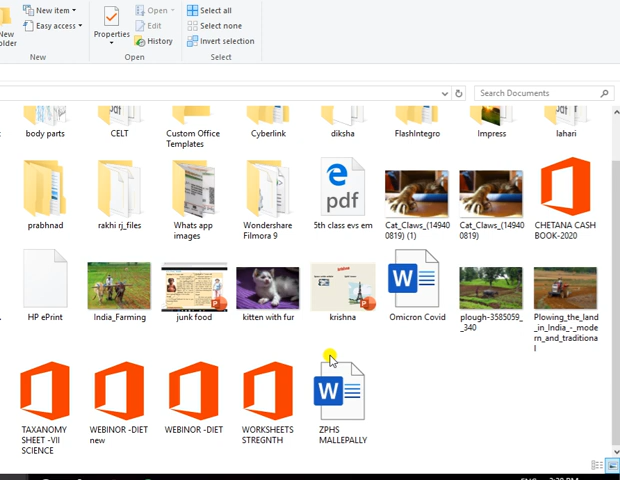 New item
Easy access
New
folder
New
Properties
Open
Edit
History
Open
Select all
Select none
Invert selection
Select
Search Documents
body parts
CELT
Custom Office
Templates
Cyberlink
diksha
FlashIntegro
Impress
lahari
prabhnad
rakhi rj_files
Whats app
images
Wondershare
Filmora 9
pdf
5th class evs em
Cat_Claws_(14940
0819) (1)
Cat_Claws_(14940
0819)
CHETANA CASH
BOOK-2020
HP ePrint
India_Farming
junk food
kitten with fur
krishna
W
Omicron Covid
plough-3585059_
_340
Plowing_the_land
_in_India_-_mode
rn_and_traditiona
l
TAXANOMY
SHEET -VII
SCIENCE
WEBINOR -DIET
new
WEBINOR -DIET
WORKSHEETS
STREGNTH
W
ZPHS
MALLEPALLY